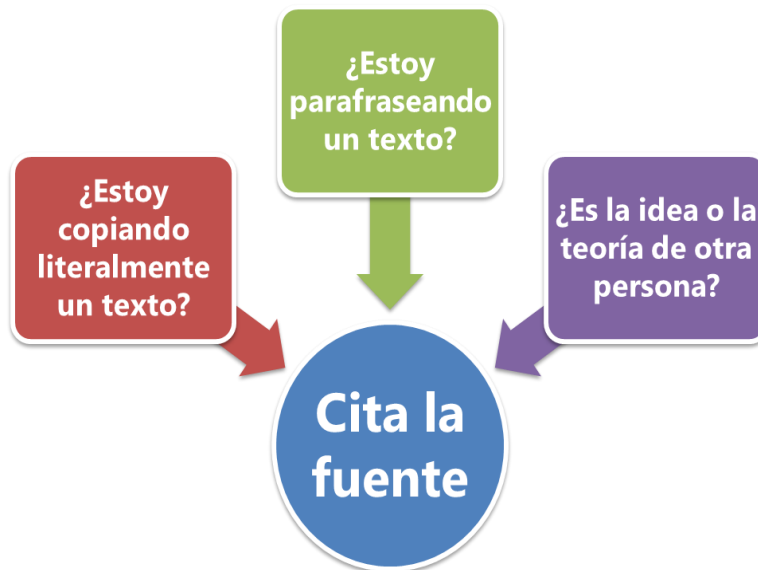 ¿Estoy
parafraseando
un texto?
¿Estoy
copiando
literalmente
un texto?
¿Es la idea o la
teoría de otra
persona?
Cita la
fuente